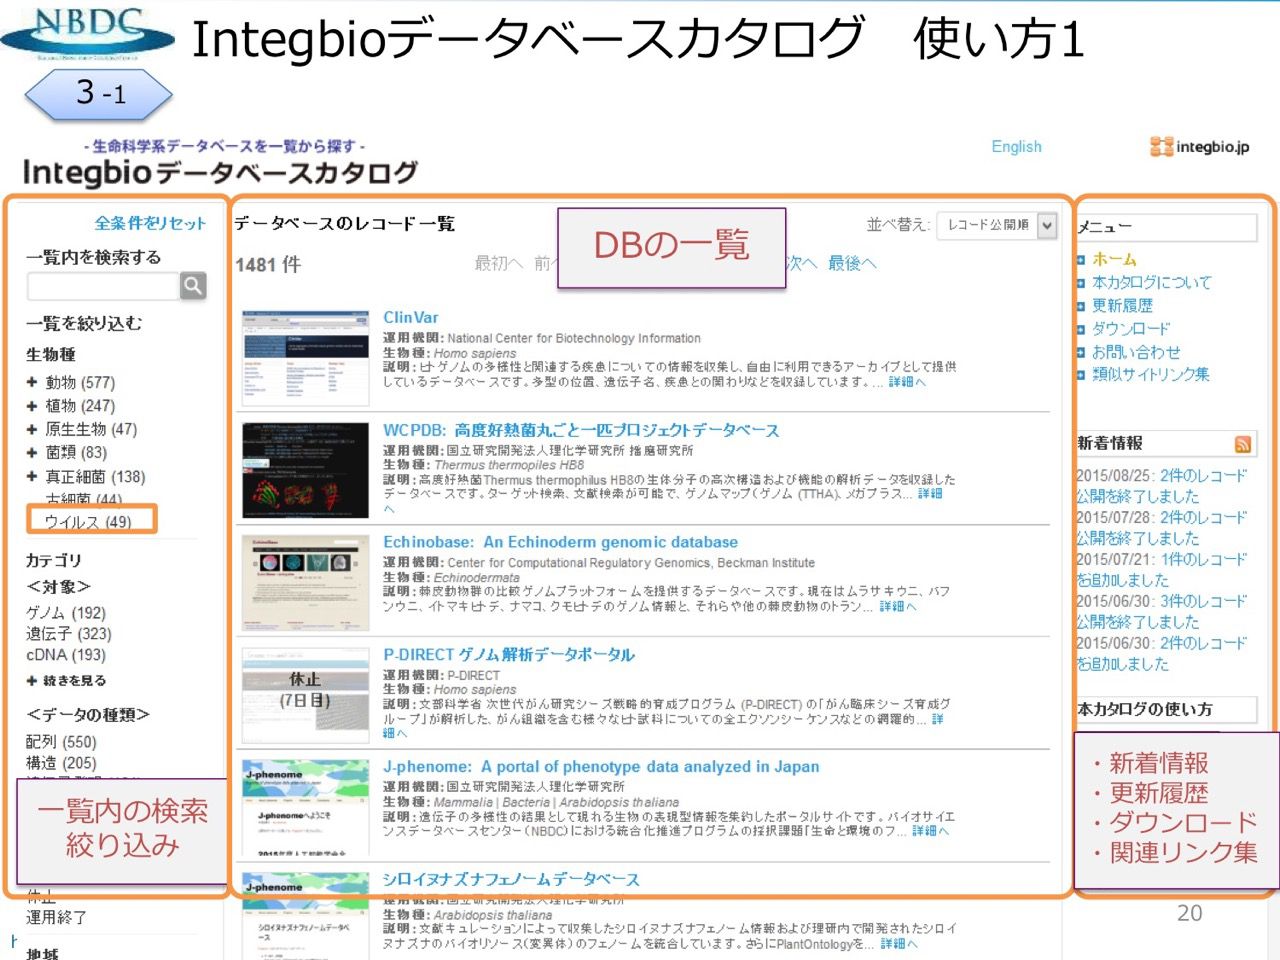 NBDC
Integbioデータベースカタログ　使い方1
3-1
- 生命科学系データベースを一覧から探す -
Integbioデータベースカタログ
English
integbio.jp
全条件をリセット
一覧内を検索する
一覧を絞り込む
生物種
+ 動物 (577)
+ 植物 (247)
+ 原生生物 (47)
+ 菌類 (83)
+ 真正細菌 (138)
古細菌 (44)
ウイルス (49)
カテゴリ
＜対象＞
ゲノム (192)
遺伝子 (323)
cDNA (193)
+ 続きを見る
＜データの種類＞
配列 (550)
構造 (205)
一覧内の検索
絞り込み
休止
運用終了
地域
データベースのレコード一覧
DBの一覧
並べ替え:
レコード公開順
1481 件
最初へ 前へ
次へ 最後へ
ClinVar
運用機関: National Center for Biotechnology Information
生物種: Homo sapiens
説明: ヒトゲノムの多様性と関連する疾患についての情報を収集し、自由に利用できるアーカイブとして提供
しているデータベースです。多型の位置、遺伝子名、疾患との関わりなどを収録しています。... 詳細へ
WCPDB: 高度好熱菌丸ごと一匹プロジェクトデータベース
運用機関: 国立研究開発法人理化学研究所 播磨研究所
生物種: Thermus thermopiles HB8
説明: 高度好熱菌Thermus thermophilus HB8の生体分子の高次構造および機能の解析データを収録した
データベースです。ターゲット検索、文献検索が可能で、ゲノムマップ(ゲノム (TTHA)、メガプラス... 詳細
へ
Echinobase: An Echinoderm genomic database
運用機関: Center for Computational Regulatory Genomics, Beckman Institute
生物種: Echinodermata
説明: 棘皮動物群の比較ゲノムプラットフォームを提供するデータベースです。現在はムラサキウニ、バフ
ンウニ、イトマキヒトデ、ナマコ、クモヒトデのゲノム情報と、それらや他の棘皮動物のトラン... 詳細へ
休止
(7日目)
P-DIRECT ゲノム解析データポータル
運用機関: P-DIRECT
生物種: Homo sapiens
説明: 文部科学省 次世代がん研究シーズ戦略的育成プログラム (P-DIRECT) の「がん臨床シーズ育成グ
ループ」が解析した、がん組織を含む様々なヒト試料についての全エクソンシーケンスなどの網羅的... 詳
細へ
J-phenome
J-phenomeへようこそ
J-phenome: A portal of phenotype data analyzed in Japan
運用機関: 国立研究開発法人理化学研究所
生物種: Mammalia | Bacteria | Arabidopsis thaliana
説明: 遺伝子の多様性の結果として現れる生物の表現型情報を集約したポータルサイトです。バイオサイエ
ンスデータベースセンター (NBDC) における統合化推進プログラムの採択課題「生命と環境のフ... 詳細へ
J-phenome
シロイヌナズナフェノームデータベ
ース
シロイヌナズナフェノームデータベース
運用機関: 国立研究開発法人理化学研究所
生物種: Arabidopsis thaliana
説明: 文献キュレーションによって収集したシロイヌナズナフェノーム情報および理研内で開発されたシロイ
ヌナズナのバイオリソース(変異体)のフェノームを統合しています。さらにPlantOntologyを... 詳細へ
メニュー
ホーム
本カタログについて
更新履歴
ダウンロード
お問い合わせ
類似サイトリンク集
新着情報
2015/08/25: 2件のレコード
公開を終了しました
2015/07/28: 2件のレコード
公開を終了しました
2015/07/21: 1件のレコード
を追加しました
2015/06/30: 3件のレコード
公開を終了しました
2015/06/30: 2件のレコード
を追加しました
本カタログの使い方
・新着情報
・更新履歴
・ダウンロード
・関連リンク集
20